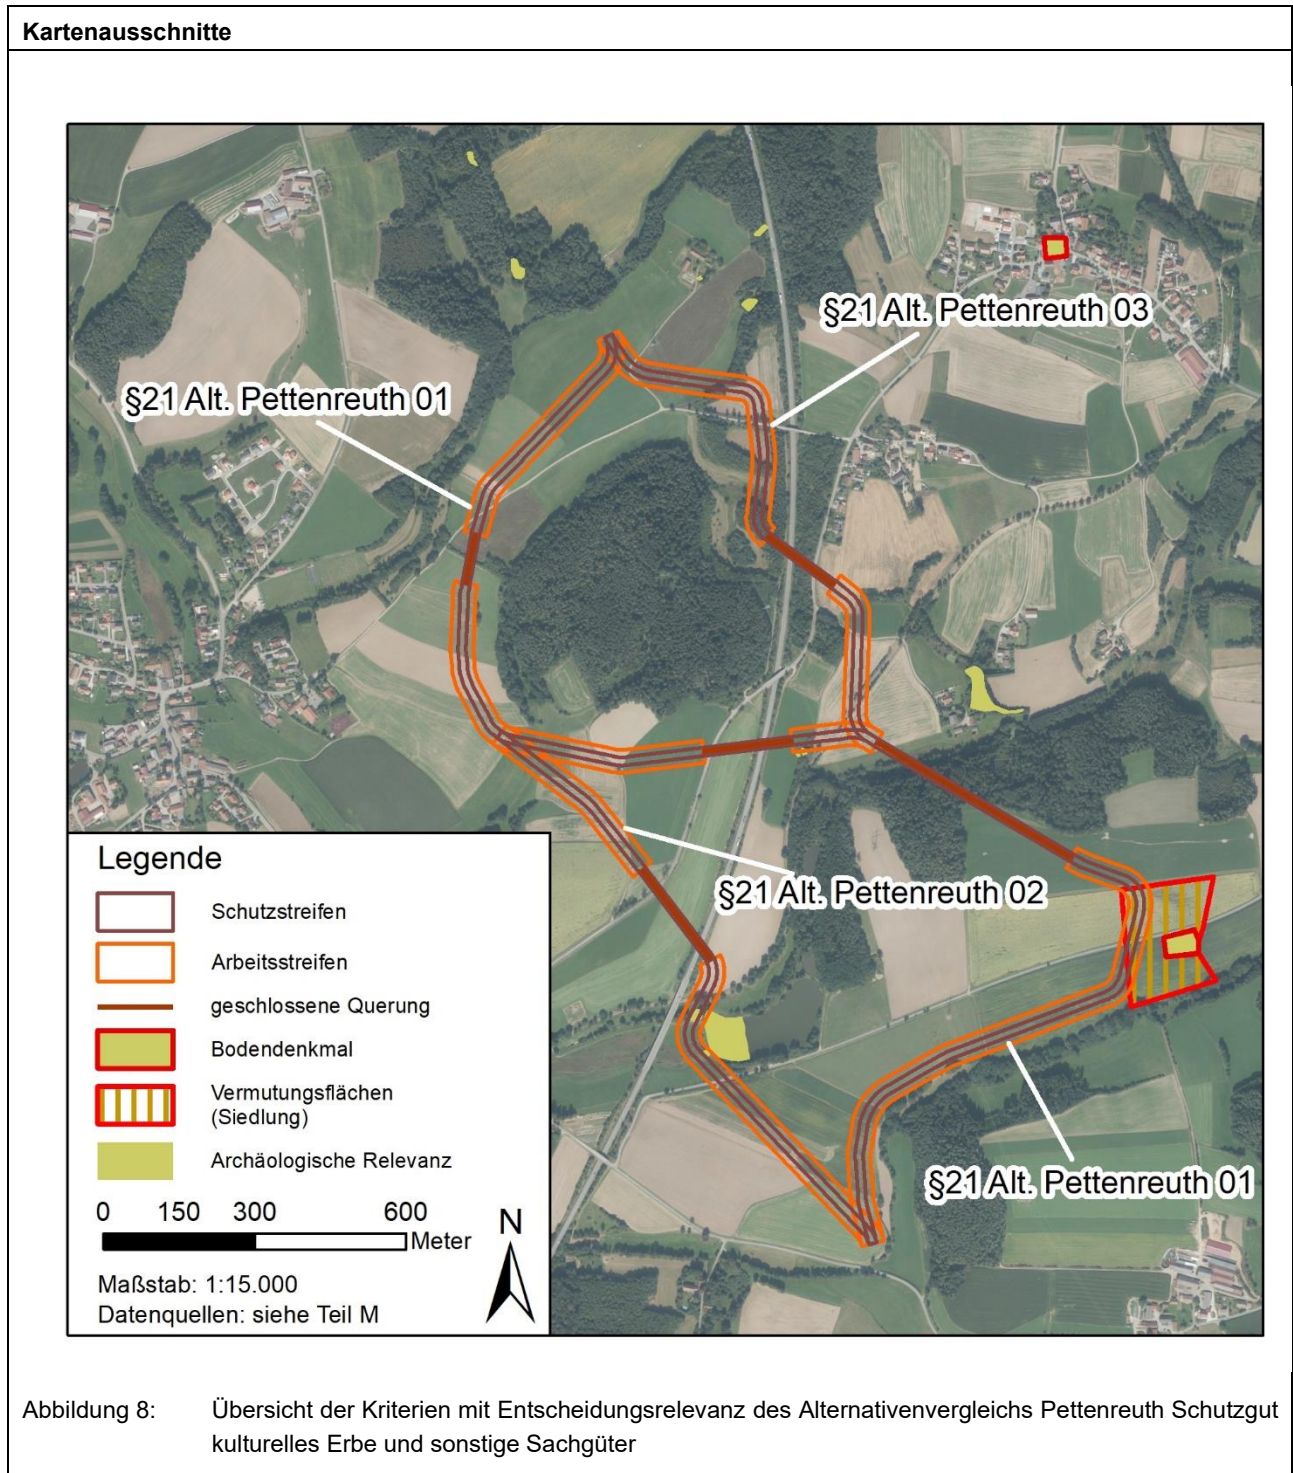 Kartenausschnitte
§21 Alt. Pettenreuth 03
§21 Alt. Pettenreuth 01
§21 Alt. Pettenreuth 02
§21 Alt. Pettenreuth 01
Legende
Schutzstreifen
Arbeitsstreifen
geschlossene Querung
Bodendenkmal
Vermutungsflächen
(Siedlung)
Archäologische Relevanz
0 150 300 600
Meter
N
Maßstab: 1:15.000
Datenquellen: siehe Teil M
Abbildung 8: Übersicht der Kriterien mit Entscheidungsrelevanz des Alternativenvergleichs Pettenreuth Schutzgut
kulturelles Erbe und sonstige Sachgüter